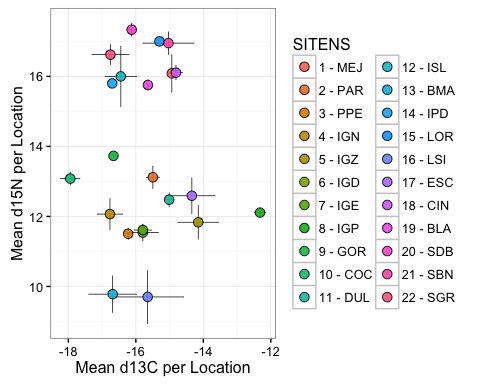 SITENS
1 - MEJ
2 - PAR
3 - PPE
4 - IGN
5 - IGZ
6 - IGD
7 - IGE
8 - IGP
9 - GOR
10 - COC
11 - DUL
12 - ISL
13 - BMA
14 - IPD
15 - LOR
16 - LSI
17 - ESC
18 - CIN
19 - BLA
20 - SDB
21 - SBN
22 - SGR
Mean d15N per Location
16
14
12
10
-18 -16 -14 -12
Mean d13C per Location